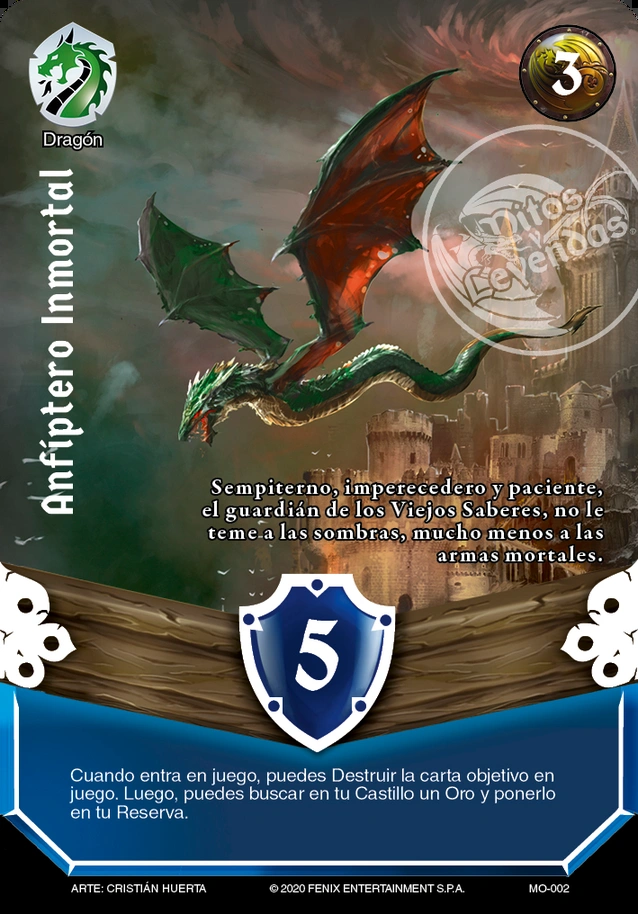 3
Dragón
Mitos
y
Leyendas
Anfíptero Inmortal
Sempiterno, imperecedero y paciente,
el guardián de los Viejos Saberes, no le
teme a las sombras, mucho menos a las
armas mortales.
5
Cuando entra en juego, puedes Destruir la carta objetivo en
juego. Luego, puedes buscar en tu Castillo un Oro y ponerlo
en tu Reserva.
ARTE: CRISTIÁN HUERTA © 2020 FENIX ENTERTAINMENT S.P.A. MO-002